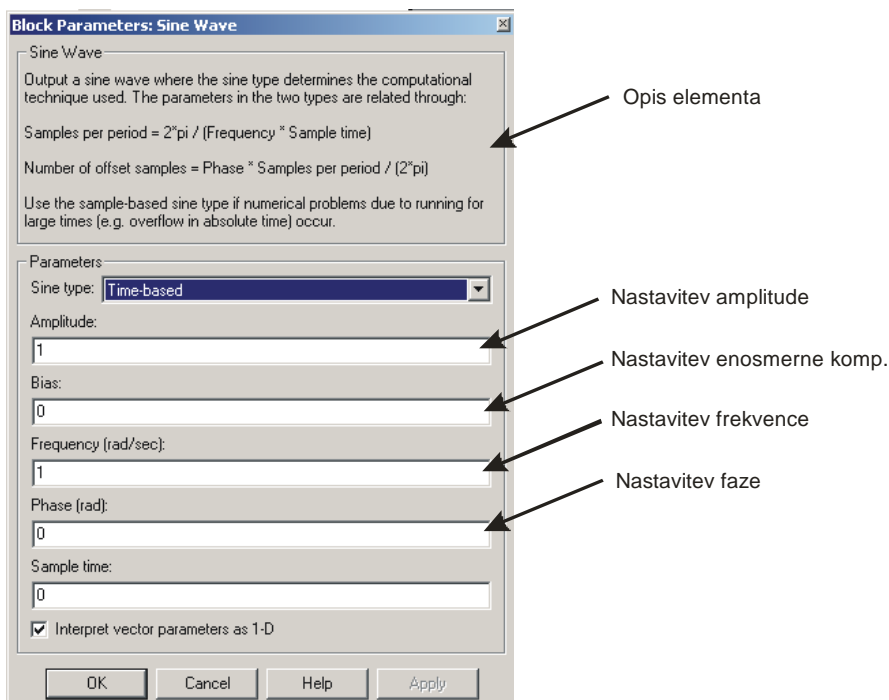 Block Parameters: Sine Wave
Sine Wave
Output a sine wave where the sine type determines the computational
technique used. The parameters in the two types are related through:
Samples per period = 2*pi / (Frequency * Sample time)
Number of offset samples = Phase * Samples per period / (2*pi)
Use the sample-based sine type if numerical problems due to running for
large times (e.g. overflow in absolute time) occur.
Opis elementa
Parameters
Sine type: Time-based
Amplitude:
1
Nastavitev amplitude
Bias:
0
Nastavitev enosmerne komp.
Frequency (rad/sec):
1
Nastavitev frekvence
Phase (rad):
0
Nastavitev faze
Sample time:
0
Interpret vector parameters as 1-D
OK Cancel Help Apply